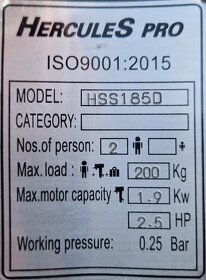 HERCULES PRO
ISO9001:2015
MODEL: HSS185D
CATEGORY:
Nos.of person: 2
Max.load : 200 Kg
Max.motor capacity 1.9 Kw
2.5 HP
Working pressure: 0.25 Bar